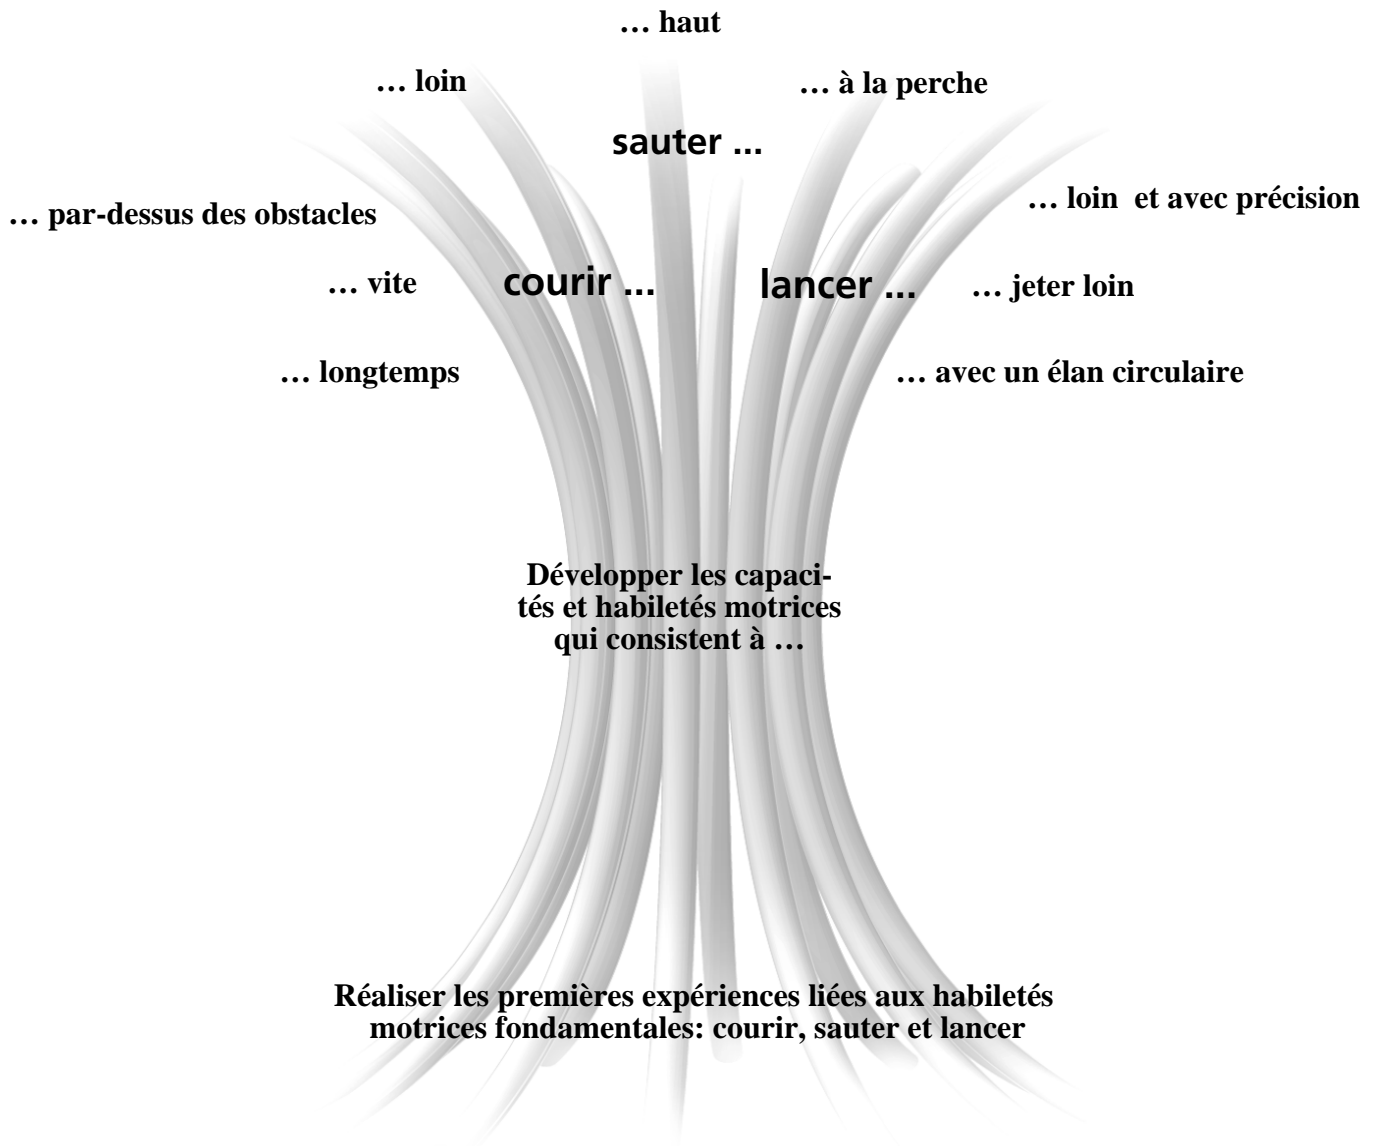 … haut
… loin
… à la perche
sauter ...
… par-dessus des obstacles
… loin et avec précision
… vite
courir ...
lancer ...
… jeter loin
… longtemps
… avec un élan circulaire
Développer les capaci-
tés et habiletés motrices
qui consistent à …
Réaliser les premières expériences liées aux habiletés
motrices fondamentales: courir, sauter et lancer